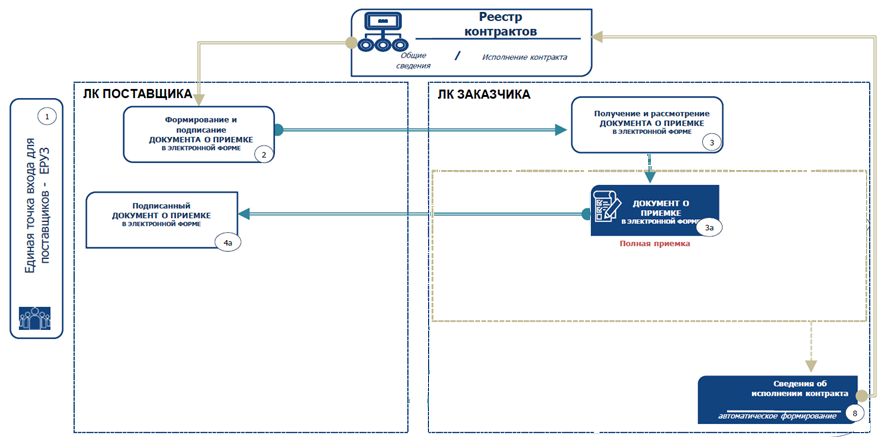 Реестр
контрактов
Общие
сведения
/
Исполнение контракта
1
Единая точка входа для
поставщиков - ЕРУЗ
ЛК ПОСТАВЩИКА
Формирование и
подписание
ДОКУМЕНТА О ПРИЕМКЕ
В ЭЛЕКТРОННОЙ ФОРМЕ
2
Подписанный
ДОКУМЕНТ О ПРИЕМКЕ
В ЭЛЕКТРОННОЙ ФОРМЕ
4а
ЛК ЗАКАЗЧИКА
Получение и рассмотрение
ДОКУМЕНТА О ПРИЕМКЕ
В ЭЛЕКТРОННОЙ ФОРМЕ
3
ДОКУМЕНТ О
ПРИЕМКЕ
В ЭЛЕКТРОННОЙ ФОРМЕ
3а
Полная приемка
Сведения об
исполнении контракта
автоматическое формирование
8